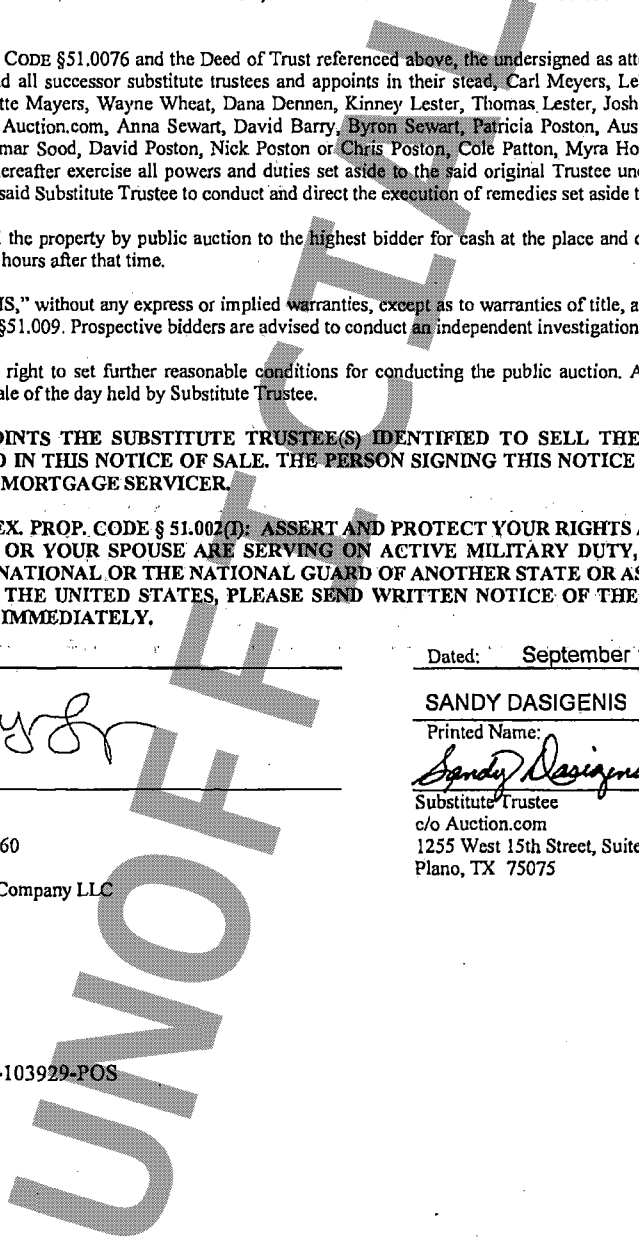 CODE §51.0076 and the Deed of Trust referenced above, the undersigned as att
d all successor substitute trustees and appoints in their stead, Carl Meyers, Le
tte Mayers, Wayne Wheat, Dana Dennen, Kinney Lester, Thomas Lester, Josh
Auction.com, Anna Sewart, David Barry, Byron Sewart, Patricia Poston, Aus
mar Sood, David Poston, Nick Poston or Chris Poston, Cole Patton, Myra Ho
ereafter exercise all powers and duties set aside to the said original Trustee un
said Substitute Trustee to conduct and direct the execution of remedies set aside t
the property by public auction to the highest bidder for cash at the place and
hours after that time.
IS," without any express or implied warranties, except as to warranties of title, a
§51.009. Prospective bidders are advised to conduct an independent investigation
right to set further reasonable conditions for conducting the public auction. A
ale of the day held by Substitute Trustee.
OINTS THE SUBSTITUTE TRUSTEE(S) IDENTIFIED TO SELL THE
D IN THIS NOTICE OF SALE. THE PERSON SIGNING THIS NOTICE
MORTGAGE SERVICER.
EX. PROP. CODE § 51.002(I): ASSERT AND PROTECT YOUR RIGHTS A
OR YOUR SPOUSE ARE SERVING ON ACTIVE MILITARY DUTY,
NATIONAL OR THE NATIONAL GUARD OF ANOTHER STATE OR AS
THE UNITED STATES, PLEASE SEND WRITTEN NOTICE OF THE
IMMEDIATELY.
Dated: September
SANDY DASIGENIS
Printed Name:
Sandy Dasigen
Substitute Trustee
c/o Auction.com
1255 West 15th Street, Suite
Plano, TX 75075
60
Company LLC
-103929-POS
UNOFFICIAL